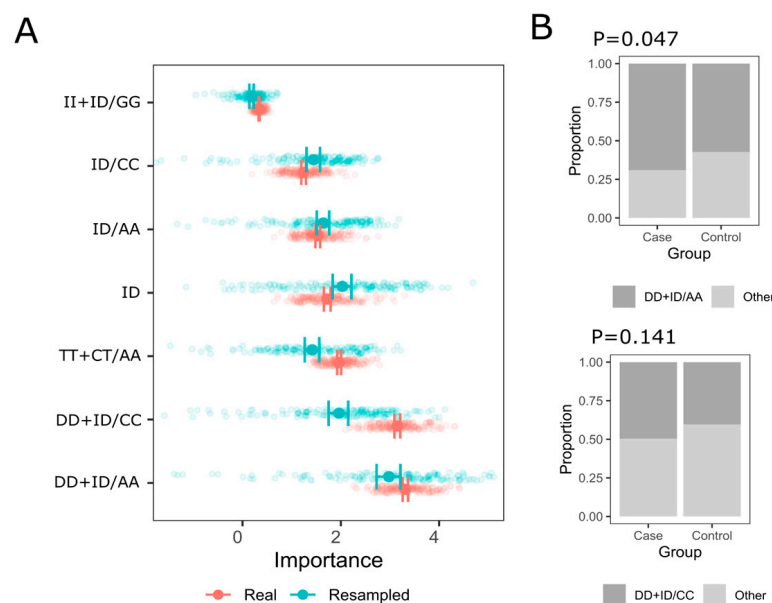 A
II+ID/GG
ID/CC
ID/AA
ID
TT+CT/AA
DD+ID/CC
DD+ID/AA
0 2 4
Importance
Real Resampled
B
P=0.047
1.00
0.75
0.50
0.25
0.00
Proportion
Case Control
Group
DD+ID/AA Other
P=0.141
1.00
0.75
0.50
0.25
0.00
Proportion
Case Control
Group
DD+ID/CC Other